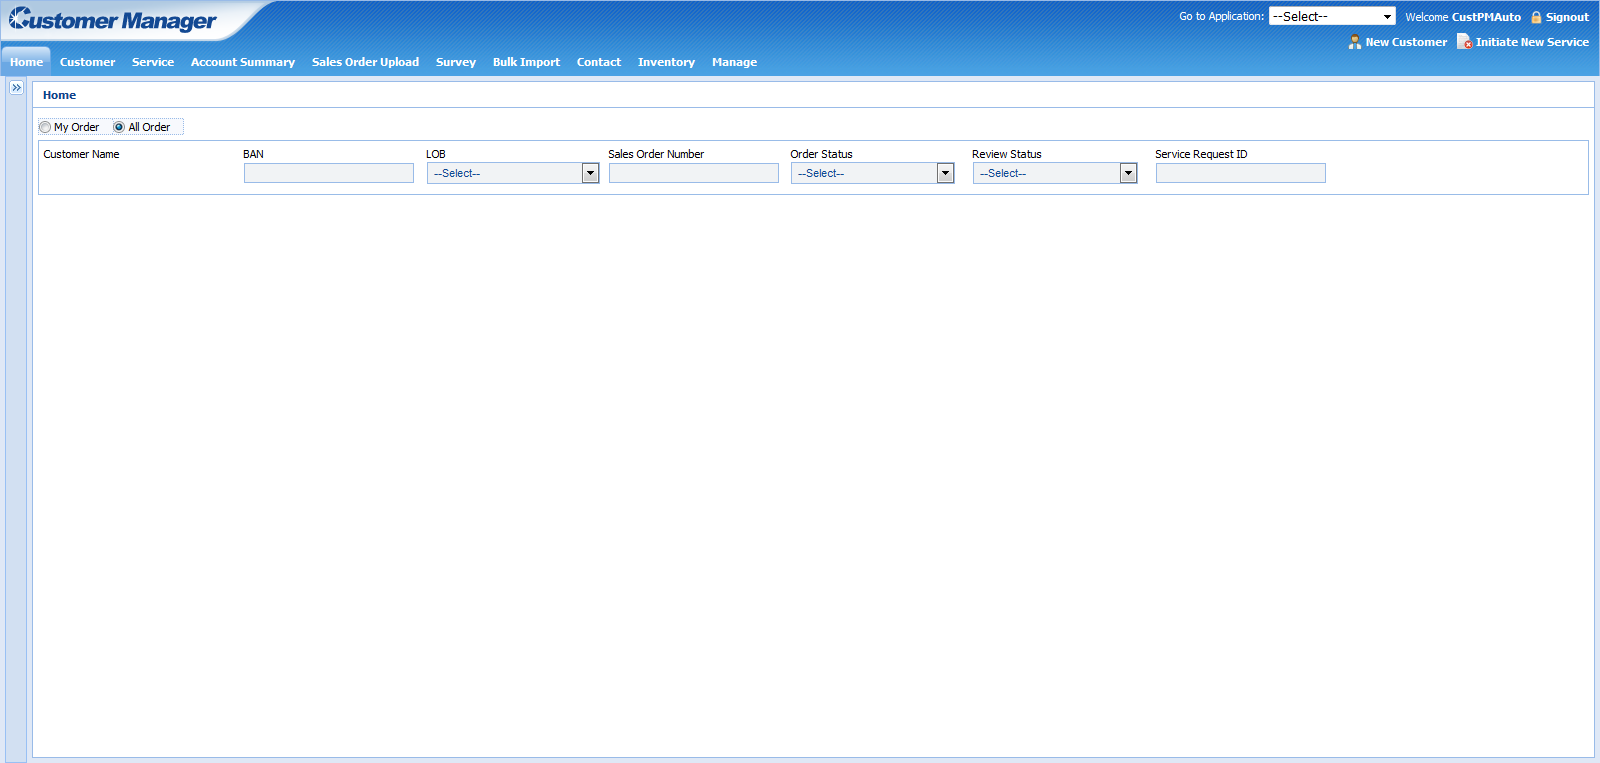 Customer Manager
Go to Application: --Select-- Welcome CustPMAuto Signout
New Customer Initiate New Service
Home Customer Service Account Summary Sales Order Upload Survey Bulk Import Contact Inventory Manage
Home
My Order All Order
Customer Name BAN LOB Sales Order Number Order Status Review Status Service Request ID
--Select-- --Select-- --Select--